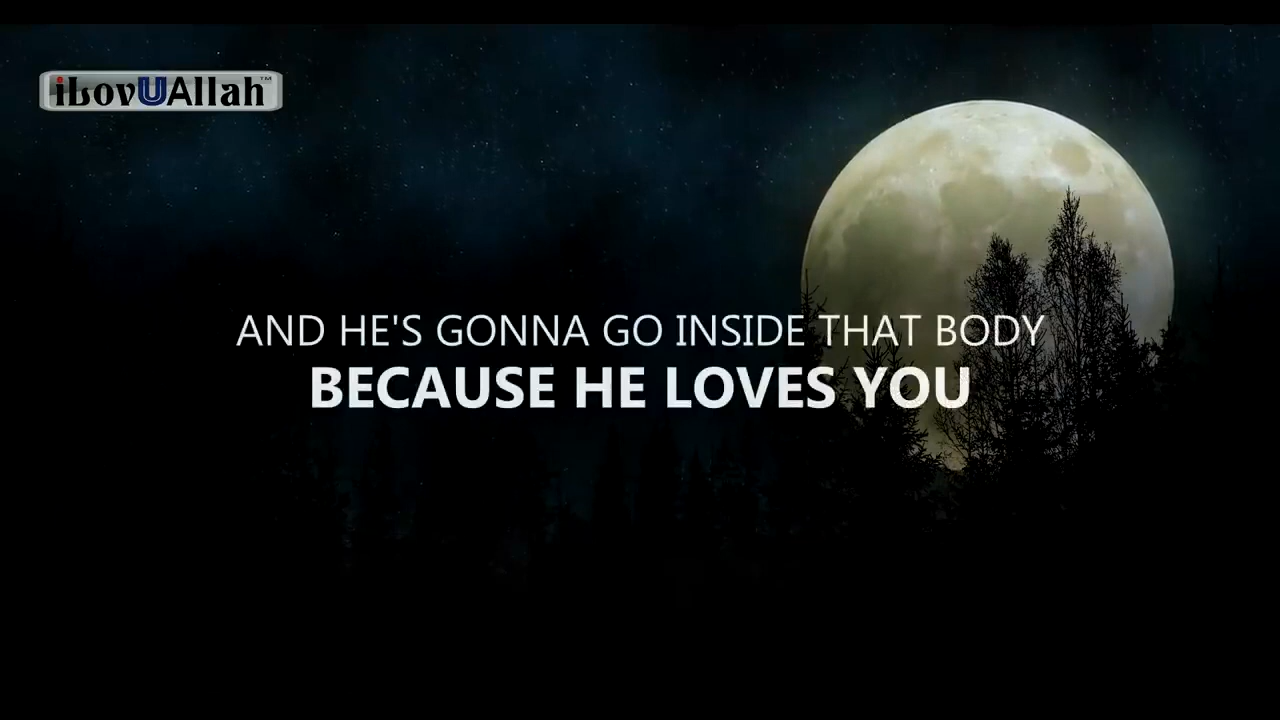 iLovUAllah™
AND HE'S GONNA GO INSIDE THAT BODY
BECAUSE HE LOVES YOU